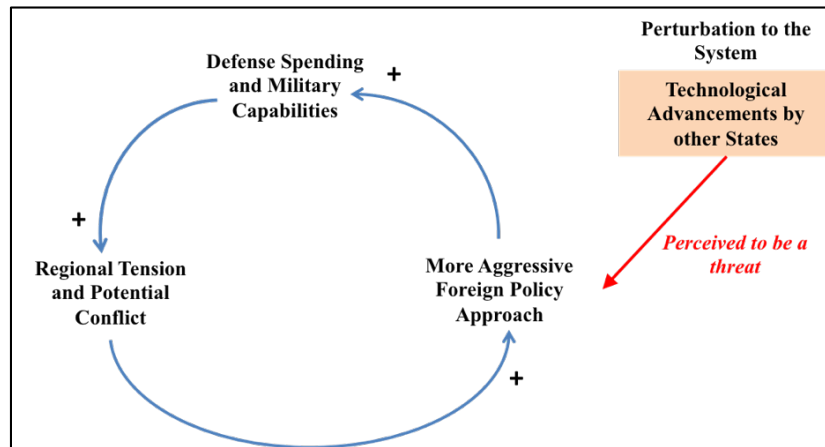 Perturbation to the
System
Defense Spending
and Military
Capabilities
+
Technological
Advancements by
other States
+
Perceived to be a
threat
Regional Tension
and Potential
Conflict
More Aggressive
Foreign Policy
Approach
+